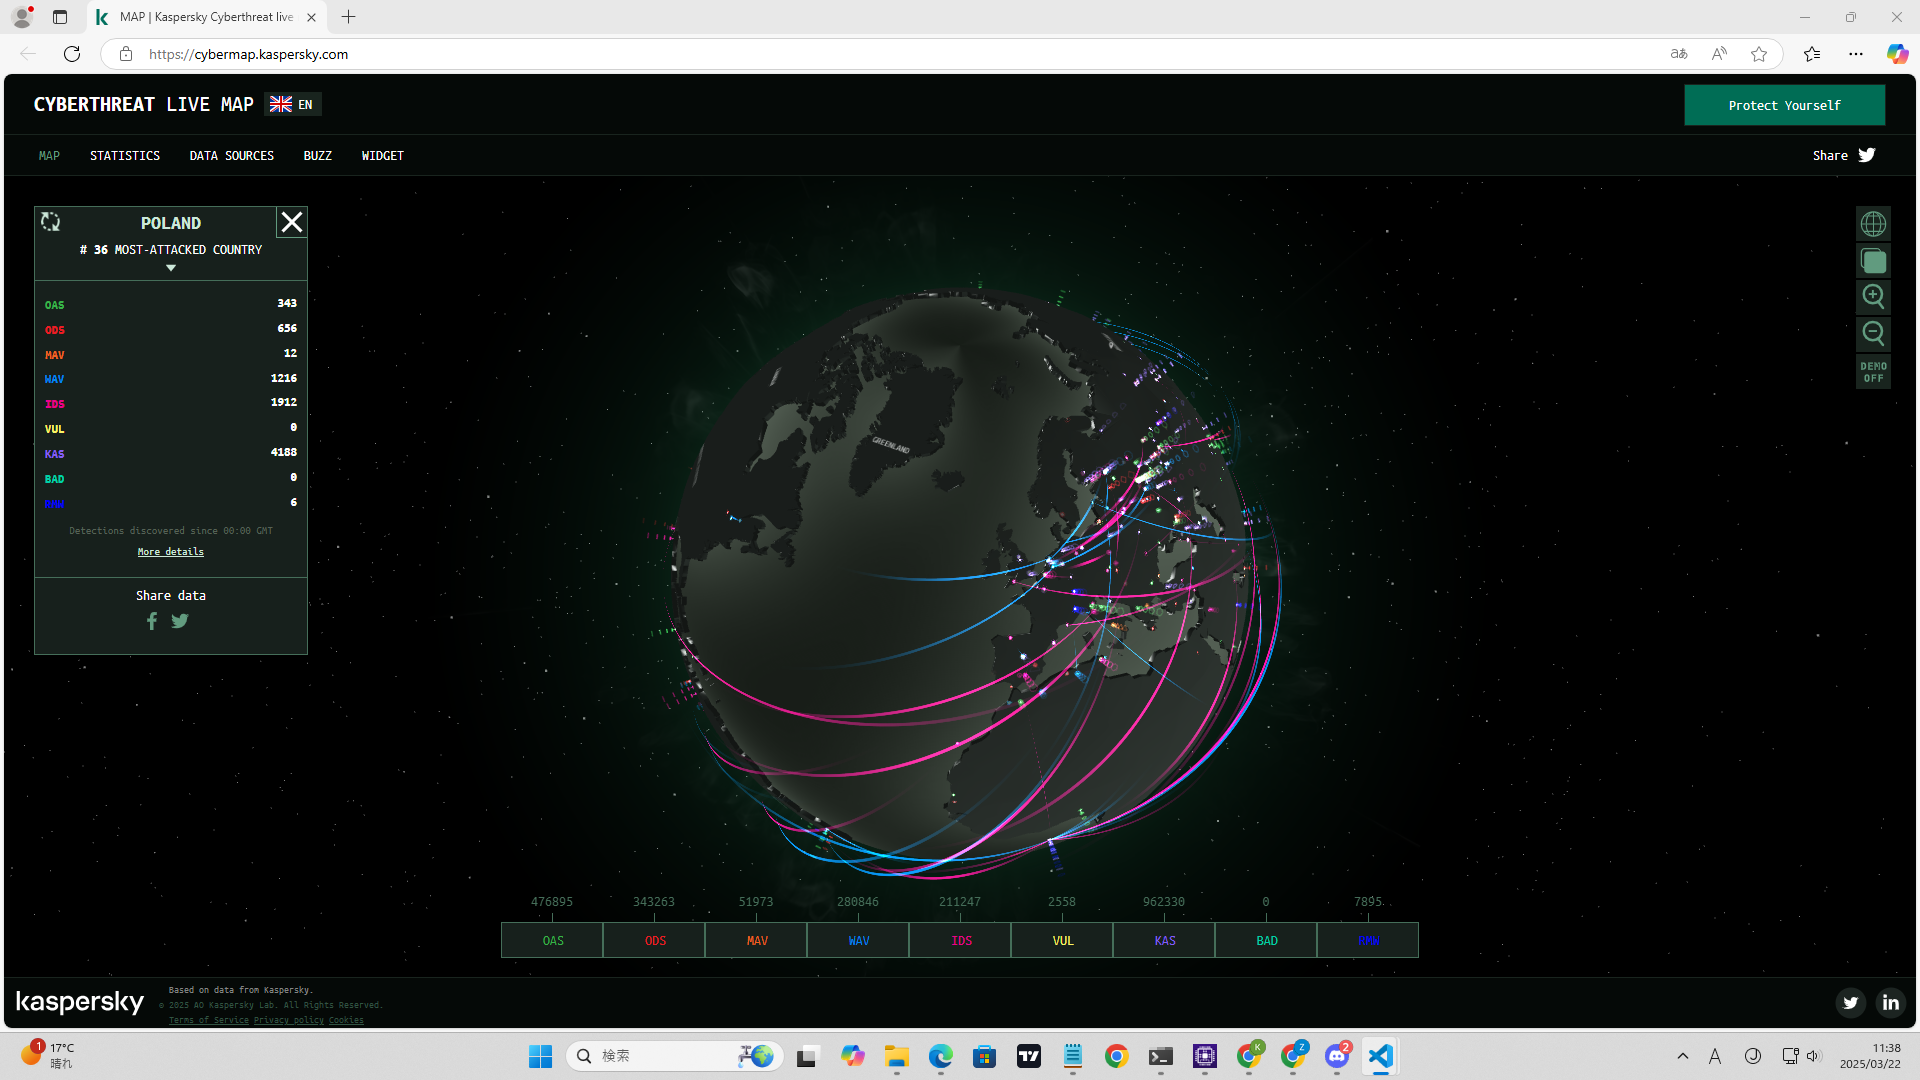 MAP | Kaspersky Cyberthreat live
https://cybermap.kaspersky.com
CYBERTHREAT LIVE MAP EN
Protect Yourself
MAP STATISTICS DATA SOURCES BUZZ WIDGET
Share
POLAND
# 36 MOST-ATTACKED COUNTRY
OAS 343
ODS 656
MAV 12
WAV 1216
IDS 1912
VUL 0
KAS 4188
BAD 0
RMW 6
Detections discovered since 00:00 GMT
More details
Share data
DEMO
OFF
GREENLAND
476895 343263 51973 280846 211247 2558 962330 0 7895
OAS ODS MAV WAV IDS VUL KAS BAD RMW
kaspersky
Based on data from Kaspersky.
© 2025 AO Kaspersky Lab. All Rights Reserved.
Terms of Service Privacy policy Cookies
1
17°C
晴れ
検索
K
Z
2
A
11:38
2025/03/22